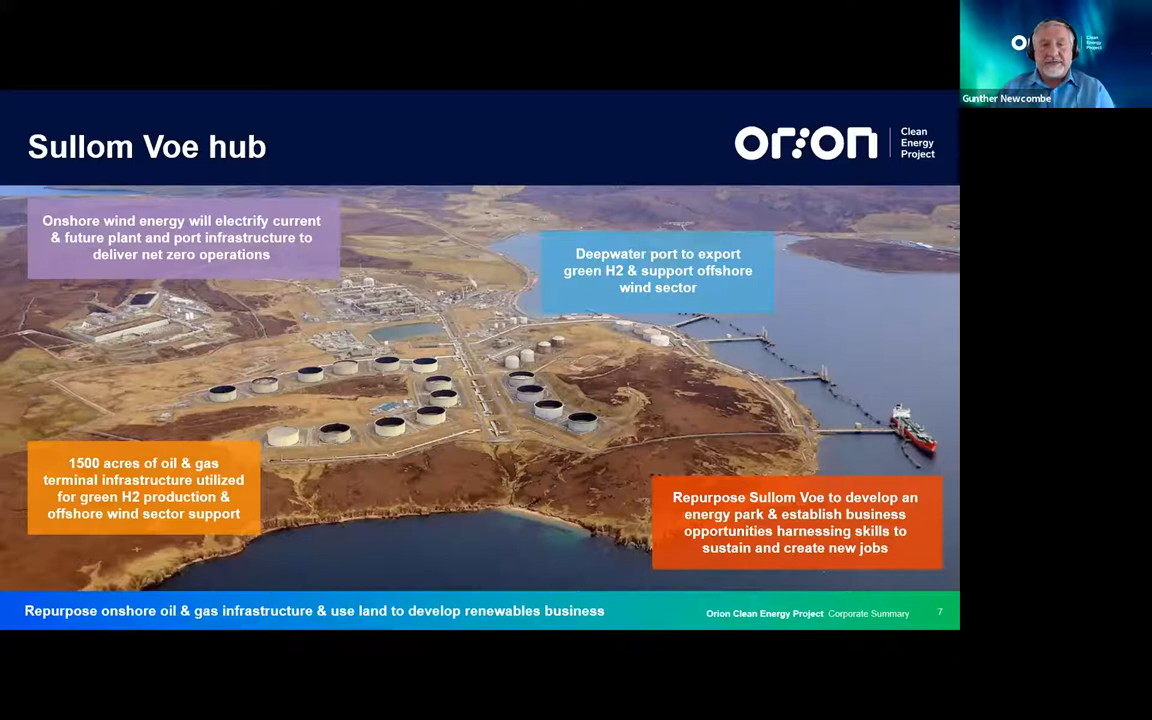 Sullom Voe hub
orion
Clean
Energy
Project
Onshore wind energy will electrify current
& future plant and port infrastructure to
deliver net zero operations
Deepwater port to export
green H2 & support offshore
wind sector
1500 acres of oil & gas
terminal infrastructure utilized
for green H2 production &
offshore wind sector support
Repurpose Sullom Voe to develop an
energy park & establish business
opportunities harnessing skills to
sustain and create new jobs
Repurpose onshore oil & gas infrastructure & use land to develop renewables business
Orion Clean Energy Project Corporate Summary 7
Clean
Energy
Project
Gunther Newcombe